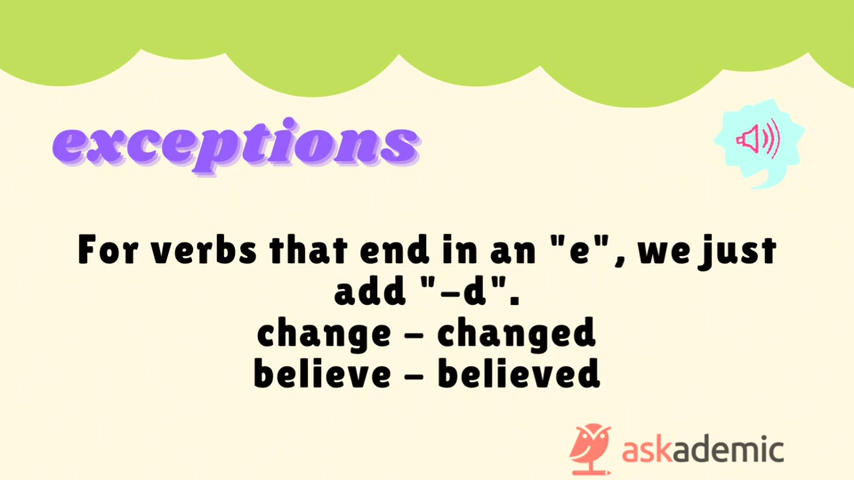 exceptions
For verbs that end in an "e", we just
add "-d".
change - changed
believe - believed
askademic